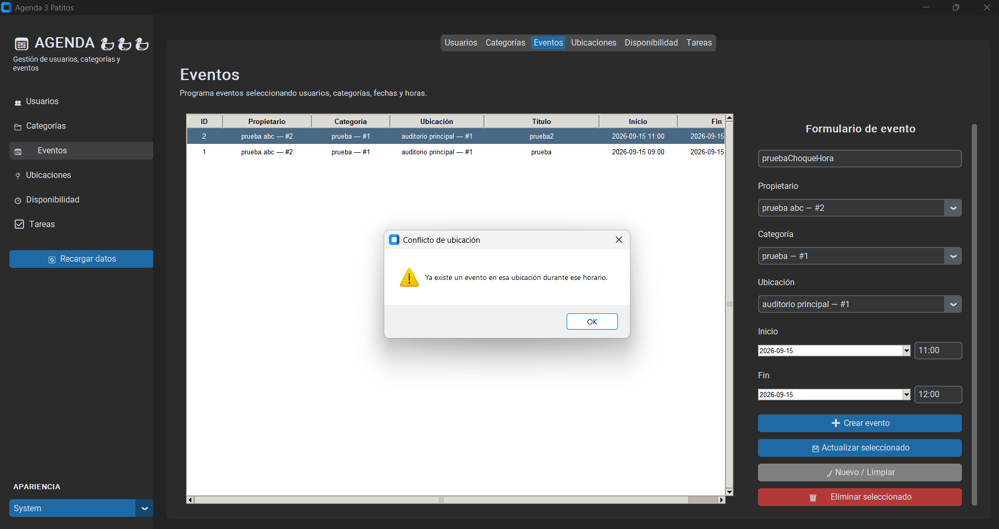 Agenda 3 Patitos
AGENDA
Gestión de usuarios, categorías y
eventos
Usuarios
Categorías
Eventos
Ubicaciones
Disponibilidad
Tareas
Recargar datos
APARIENCIA
System
Usuarios Categorías Eventos Ubicaciones Disponibilidad Tareas
Eventos
Programa eventos seleccionando usuarios, categorías, fechas y horas.
ID Propietario Categoría Ubicación Título Inicio Fin
2 prueba abc — #2 prueba — #1 auditorio principal — #1 prueba2 2026-09-15 11:00 2026-09-15
1 prueba abc — #2 prueba — #1 auditorio principal — #1 prueba 2026-09-15 09:00 2026-09-15
Conflicto de ubicación
Ya existe un evento en esa ubicación durante ese horario.
OK
Formulario de evento
pruebaChoqueHora
Propietario
prueba abc — #2
Categoría
prueba — #1
Ubicación
auditorio principal — #1
Inicio
2026-09-15 11:00
Fin
2026-09-15 12:00
Crear evento
Actualizar seleccionado
Nuevo / Limpiar
Eliminar seleccionado